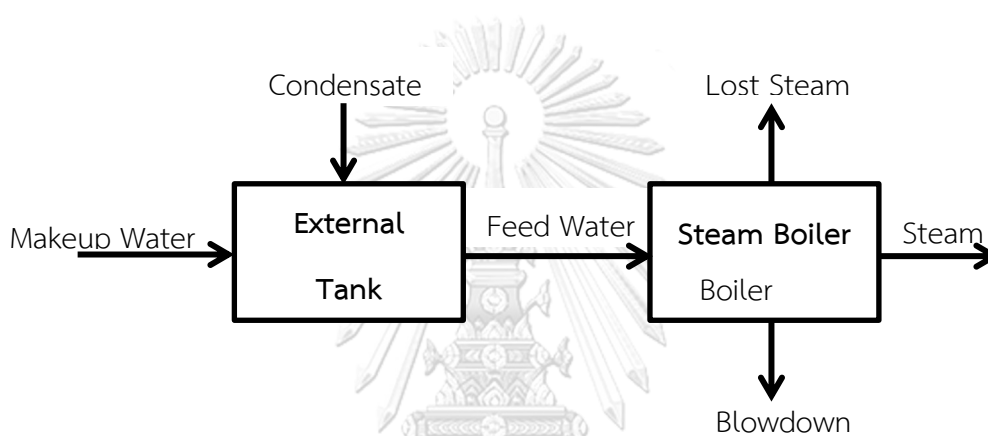 Condensate
Lost Steam
Makeup Water
External
Tank
Feed Water
Steam Boiler
Boiler
Steam
Blowdown